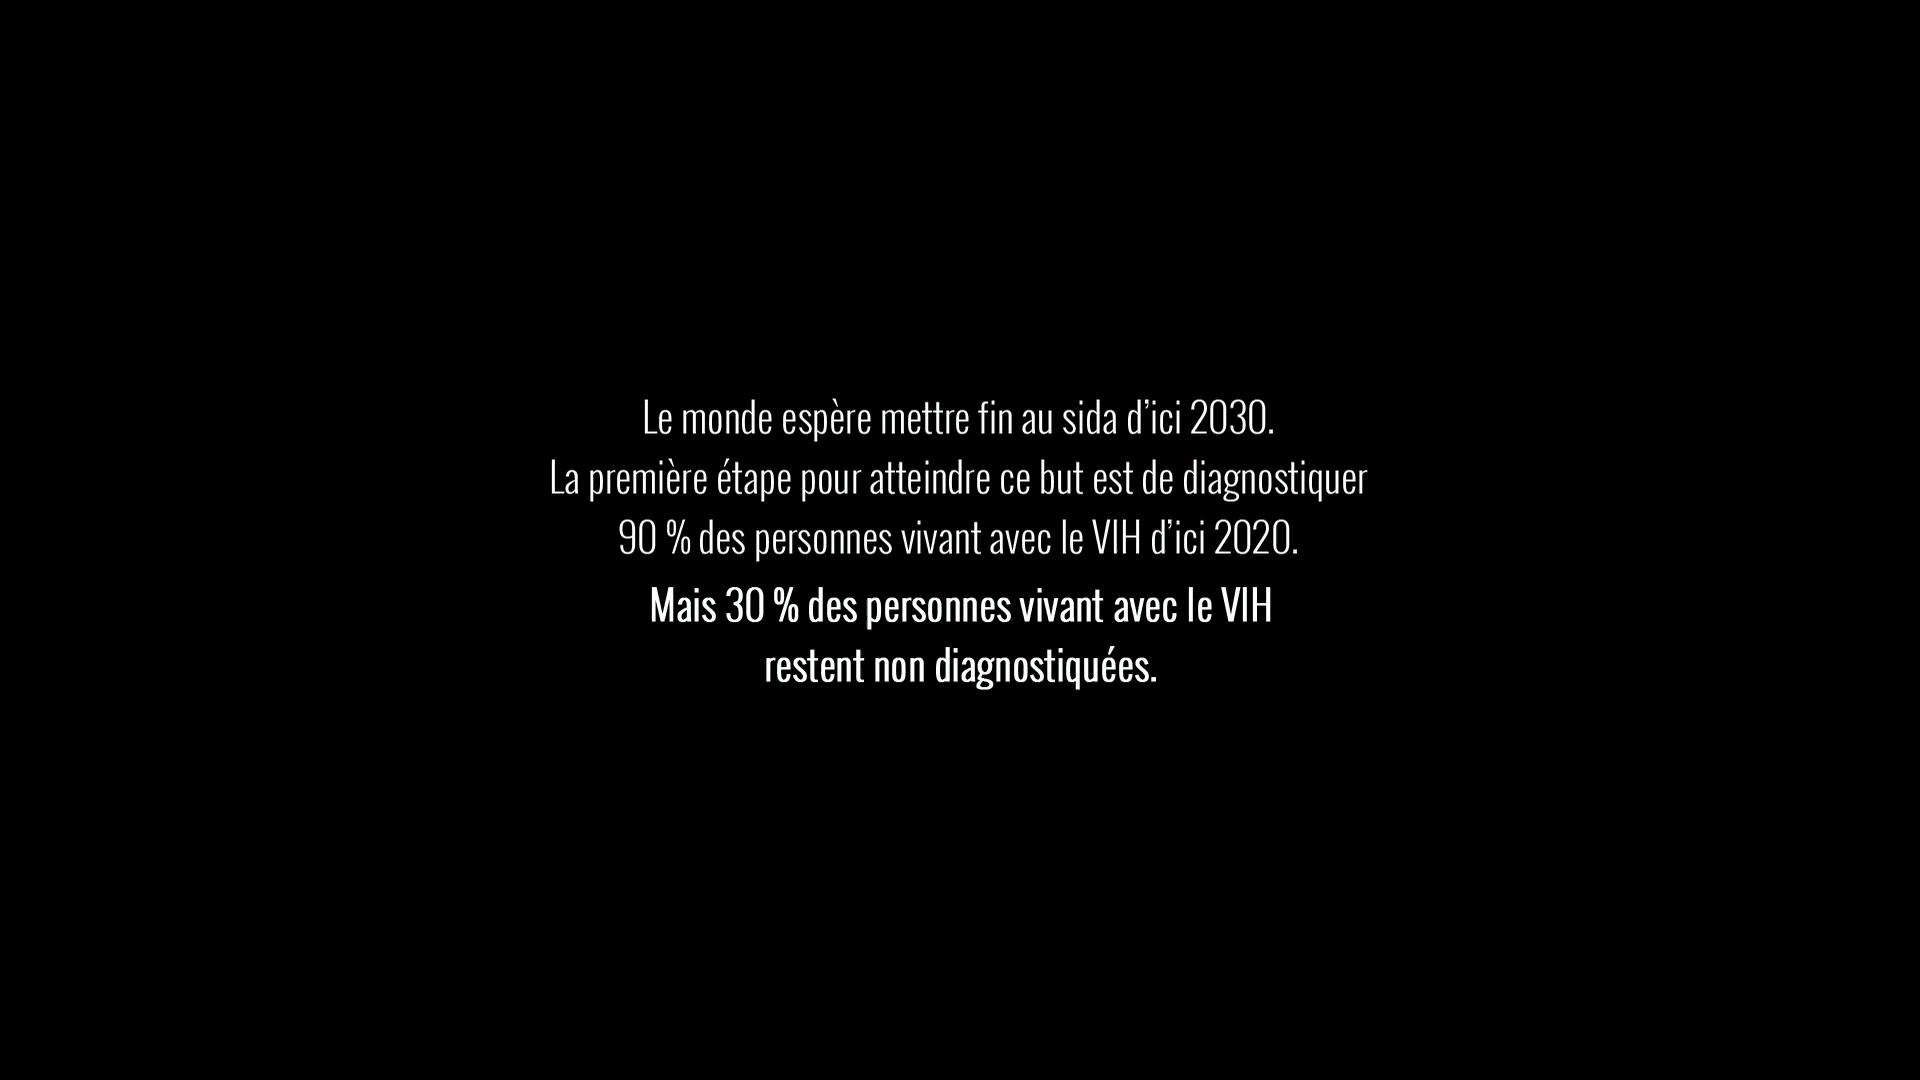 Le monde espère mettre fin au sida d’ici 2030.
La première étape pour atteindre ce but est de diagnostiquer
90 % des personnes vivant avec le VIH d’ici 2020.
Mais 30 % des personnes vivant avec le VIH
restent non diagnostiquées.